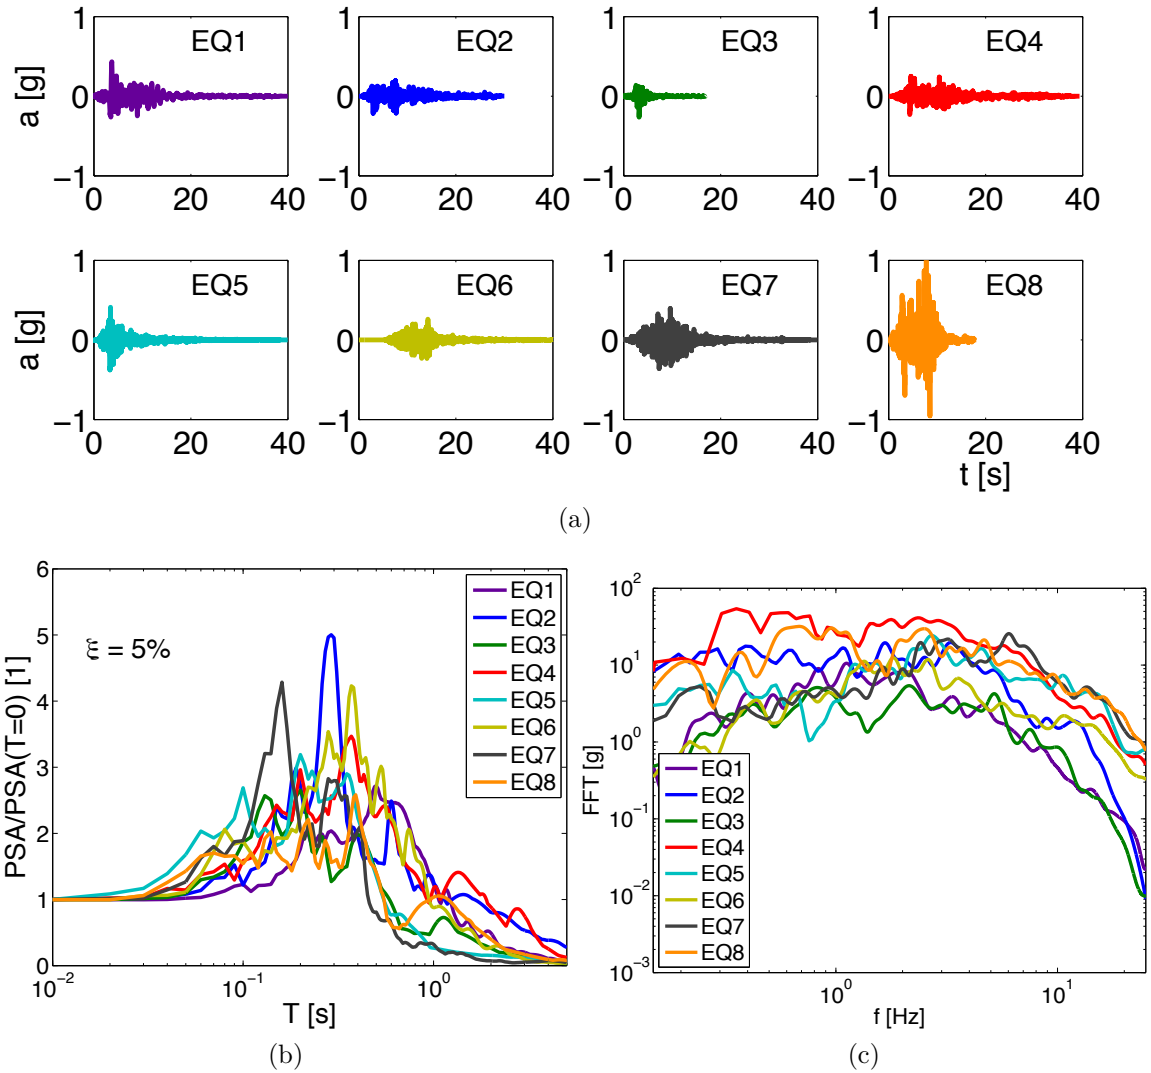 1 EQ1 1 EQ2 1 EQ3 1 EQ4
a [g] 0 0 0 0
−1 −1 −1 −1
0 20 40 0 20 40 0 20 40 0 20 40
1 EQ5 1 EQ6 1 EQ7 1 EQ8
a [g] 0 0 0 0
−1 −1 −1 −1
0 20 40 0 20 40 0 20 40 0 20 40
t [s]
(a)
6
5
4
3
2
1
0
PSA/PSA(T=0) [1]
ξ = 5%
EQ1
EQ2
EQ3
EQ4
EQ5
EQ6
EQ7
EQ8
10−2 10−1 100
T [s]
(b)
102
101
100
10−1
10−2
10−3
FFT [g]
EQ1
EQ2
EQ3
EQ4
EQ5
EQ6
EQ7
EQ8
100 101
f [Hz]
(c)